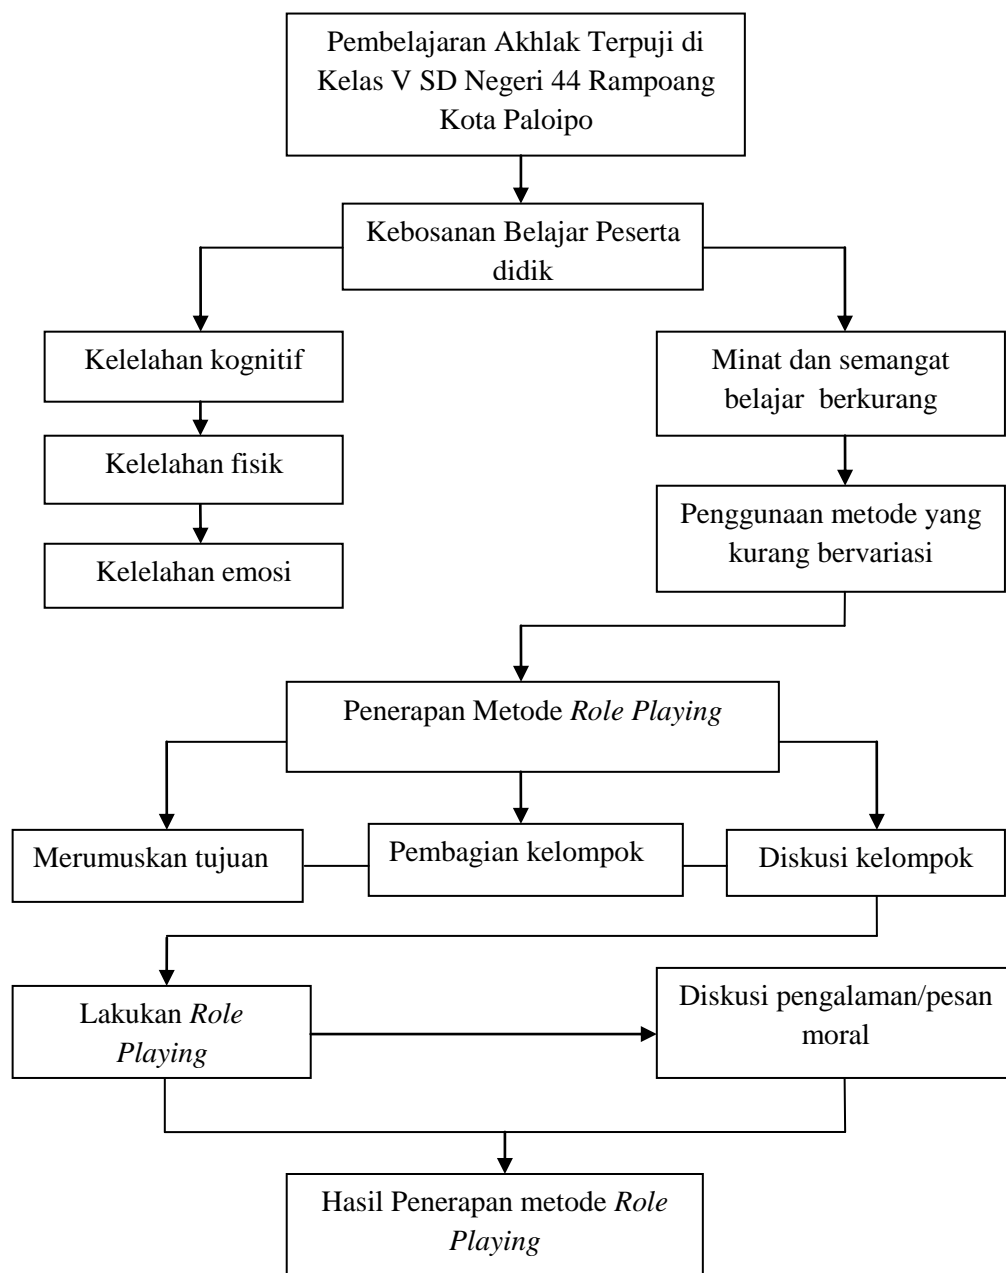 Pembelajaran Akhlak Terpuji di
Kelas V SD Negeri 44 Rampoang
Kota Paloipo
Kebosanan Belajar Peserta
didik
Kelelahan kognitif
Minat dan semangat
belajar berkurang
Kelelahan fisik
Penggunaan metode yang
kurang bervariasi
Kelelahan emosi
Penerapan Metode Role Playing
Merumuskan tujuan
Pembagian kelompok
Diskusi kelompok
Lakukan Role
Playing
Diskusi pengalaman/pesan
moral
Hasil Penerapan metode Role
Playing